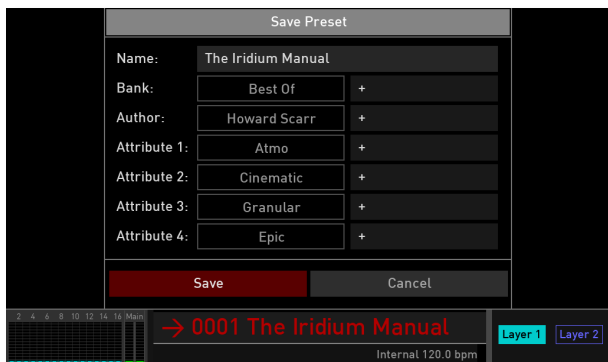 Save Preset
Name: The Iridium Manual
Bank: Best Of +
Author: Howard Scarr +
Attribute 1: Atmo +
Attribute 2: Cinematic +
Attribute 3: Granular +
Attribute 4: Epic +
Save Cancel
2 4 6 8 10 12 14 16 Main
→ 0001 The Iridium Manual
Layer 1 Layer 2
Internal 120.0 bpm